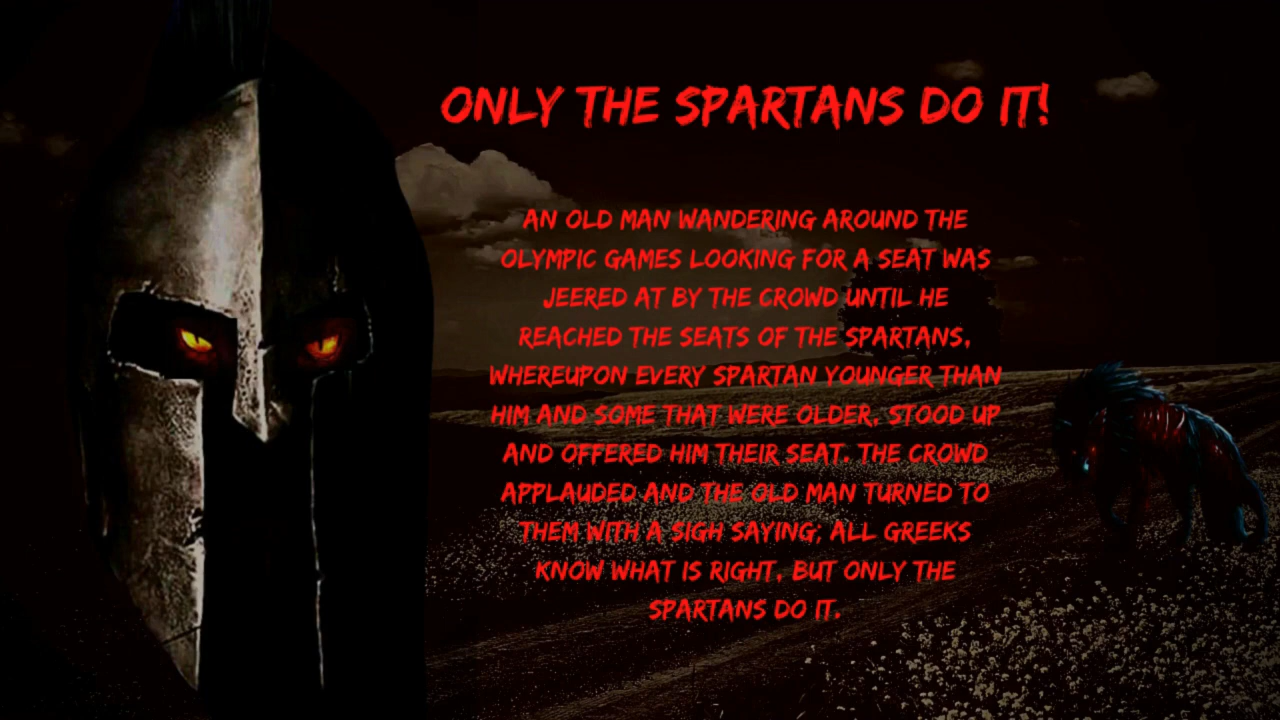 ONLY THE SPARTANS DO IT!
AN OLD MAN WANDERING AROUND THE
OLYMPIC GAMES LOOKING FOR A SEAT WAS
JEERED AT BY THE CROWD UNTIL HE
REACHED THE SEATS OF THE SPARTANS,
WHEREUPON EVERY SPARTAN YOUNGER THAN
HIM AND SOME THAT WERE OLDER, STOOD UP
AND OFFERED HIM THEIR SEAT. THE CROWD
APPLAUDED AND THE OLD MAN TURNED TO
THEM WITH A SIGH SAYING; ALL GREEKS
KNOW WHAT IS RIGHT, BUT ONLY THE
SPARTANS DO IT.